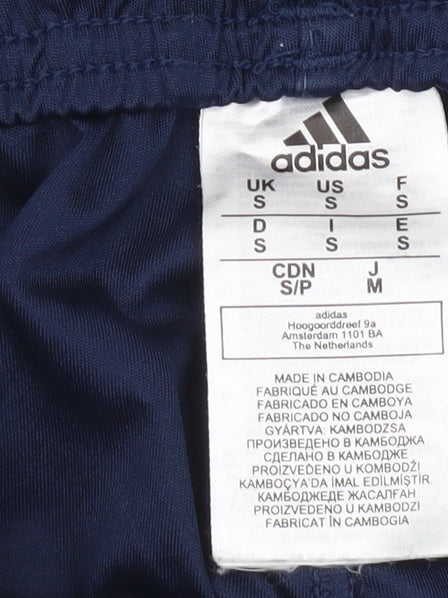 adidas
UK US F
S S S
D I E
S S S
CDN J
S/P M
adidas
Hoogoorddreef 9a
Amsterdam 1101 BA
The Netherlands
MADE IN CAMBODIA
FABRIQUÉ AU CAMBODGE
FABRICADO EN CAMBOYA
FABRICADO NO CAMBOJA
GYÁRTVA: KAMBODZSA
ПРОИЗВЕДЕНО В КАМБОДЖА
СДЕЛАНО В КАМБОДЖЕ
PROIZVEDENO U KOMBODŽI
KAMBOÇYA'DA IMAL EDİLMİŞTİR.
КАМБОДЖЕДЕ ЖАСАЛҒАН
PROIZVEDENO U KAMBODZI
FABRICAT ÎN CAMBOGIA